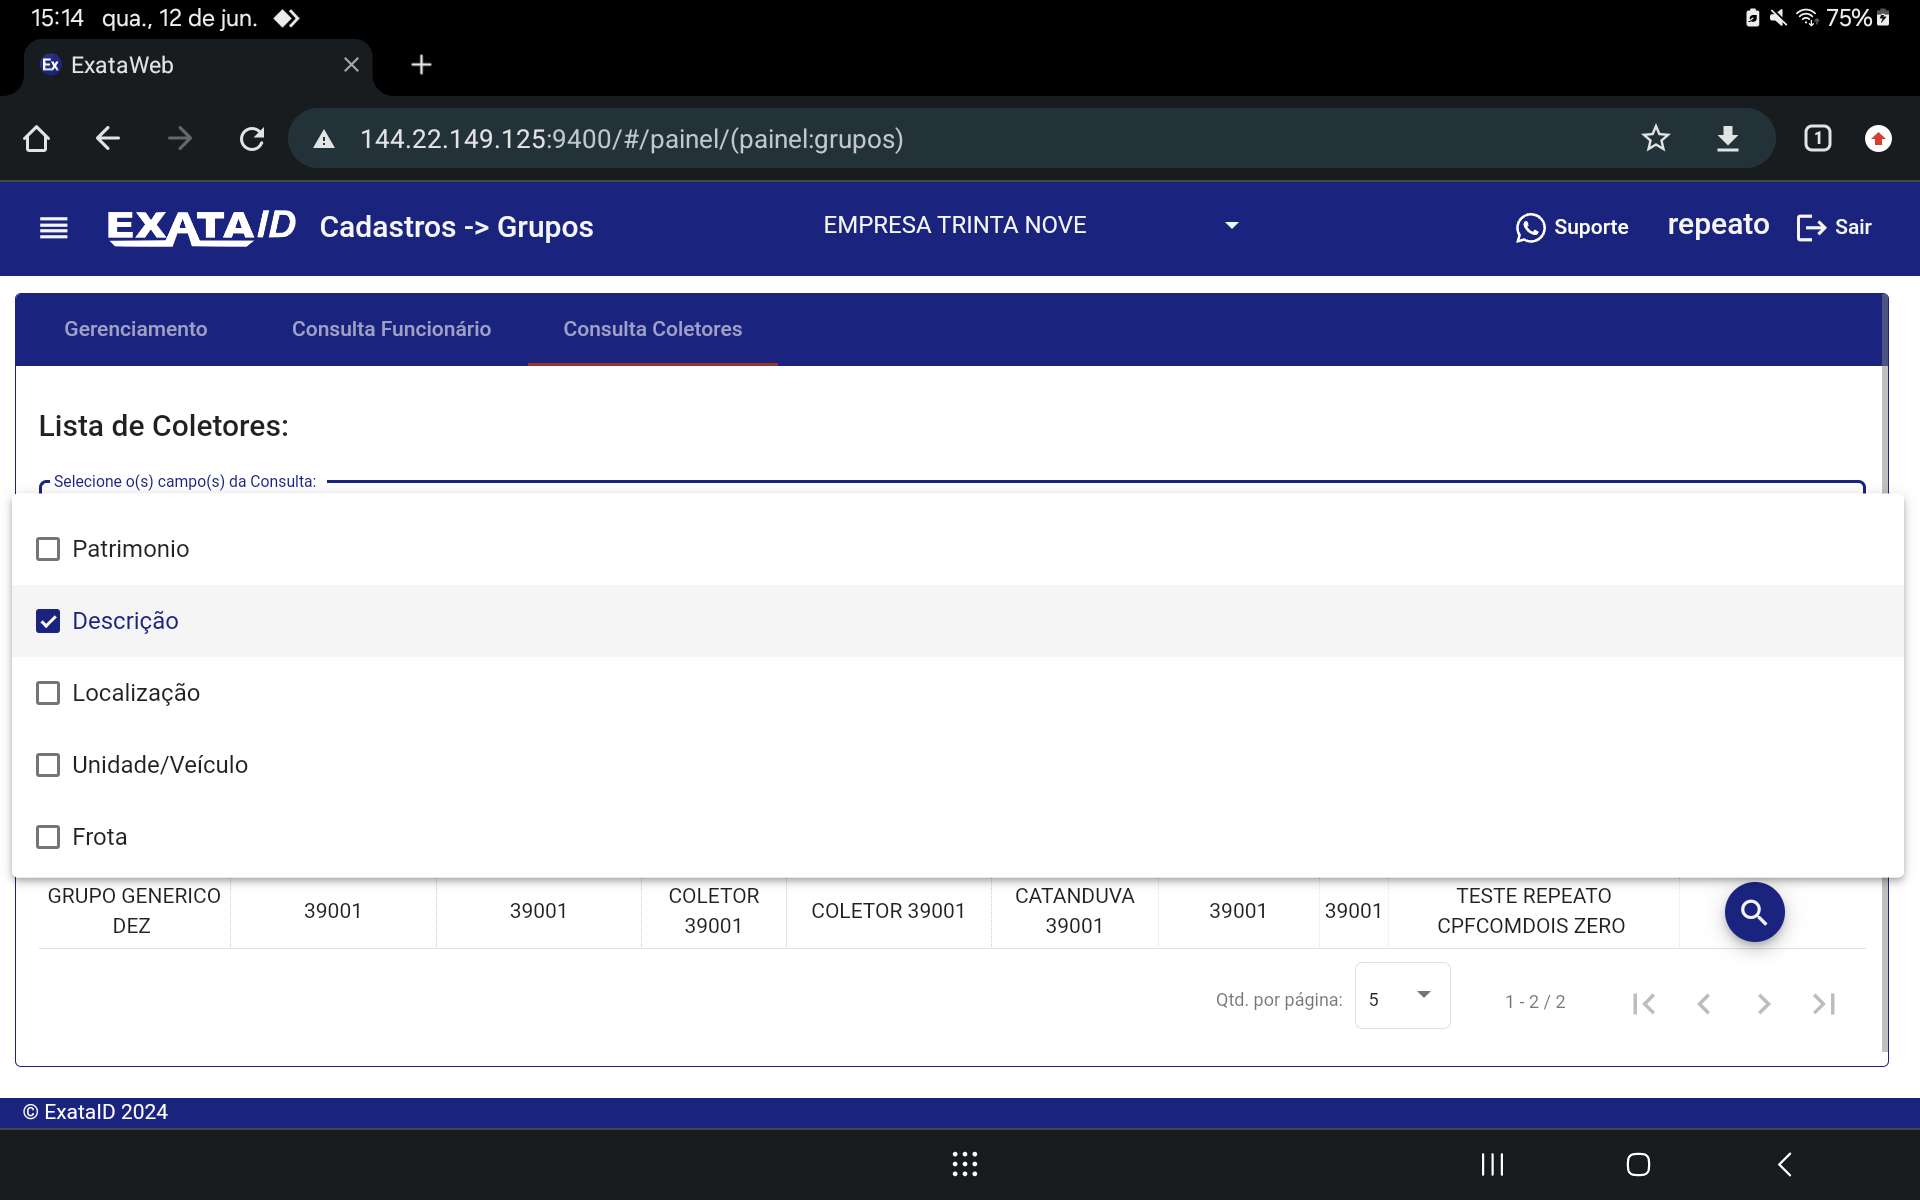 15:14 qua., 12 de jun. 75%
Ex ExataWeb
144.22.149.125:9400/#/painel/(painel:grupos) 1
EXATA/ID Cadastros -> Grupos EMPRESA TRINTA NOVE Suporte repeato Sair
Gerenciamento Consulta Funcionário Consulta Coletores
Lista de Coletores:
Selecione o(s) campo(s) da Consulta:
Patrimonio
Descrição
Localização
Unidade/Veículo
Frota
GRUPO GENERICO DEZ 39001 39001 COLETOR 39001 COLETOR 39001 CATANDUVA 39001 39001 39001 TESTE REPEATO CPFCOMDOIS ZERO
Qtd. por página: 5 1 - 2 / 2
© ExataID 2024